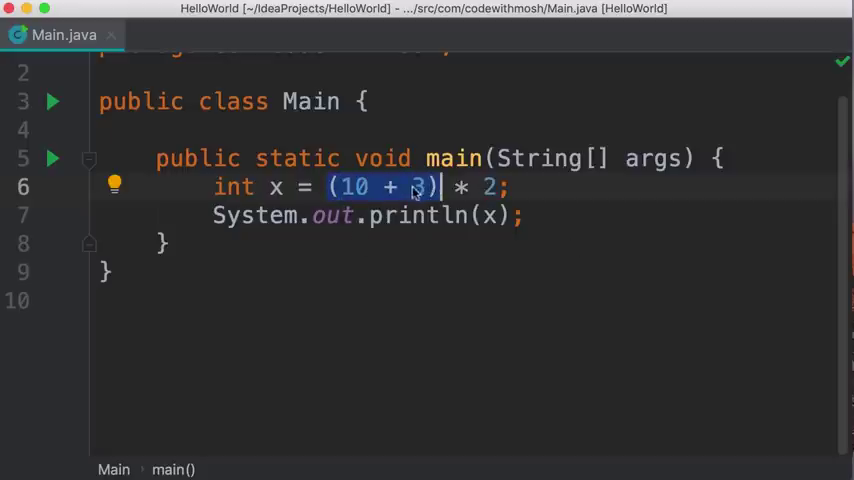 HelloWorld [~/IdeaProjects/HelloWorld] - .../src/com/codewithmosh/Main.java [HelloWorld]
Main.java
2
3 public class Main {
4
5 public static void main(String[] args) {
6 int x = (10 + 3) * 2;
7 System.out.println(x);
8 }
9 }
10
Main › main()